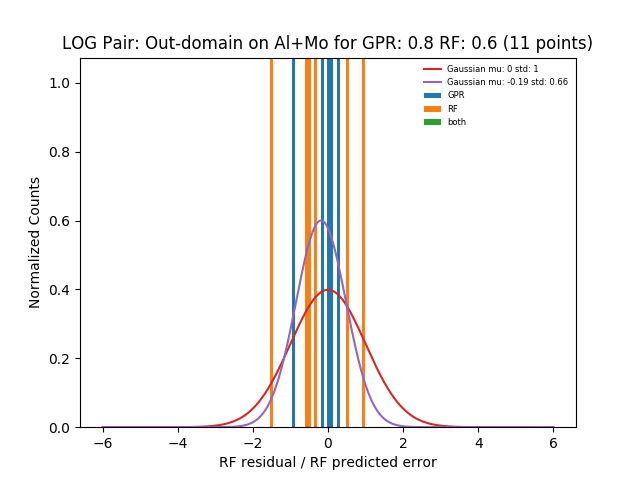 LOG Pair: Out-domain on Al+Mo for GPR: 0.8 RF: 0.6 (11 points)
Gaussian mu: 0 std: 1
Gaussian mu: -0.19 std: 0.66
GPR
RF
both
Normalized Counts
1.0
0.8
0.6
0.4
0.2
0.0
−6 −4 −2 0 2 4 6
RF residual / RF predicted error